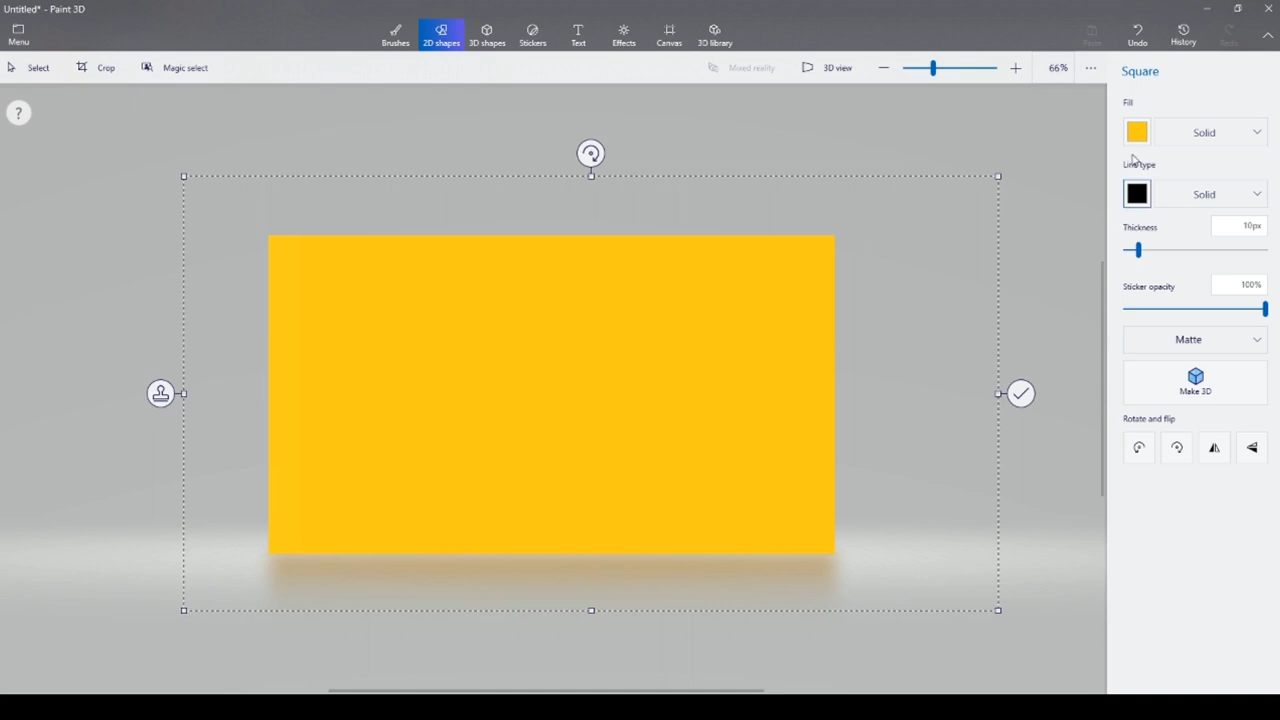 Untitled* - Paint 3D
Menu
Brushes
2D shapes
3D shapes
Stickers
Text
Effects
Canvas
3D library
Paste
Undo
History
Redo
Select
Crop
Magic select
Mixed reality
3D view
66%
?
Square
Fill
Solid
Line type
Solid
Thickness
10px
Sticker opacity
100%
Matte
Make 3D
Rotate and flip